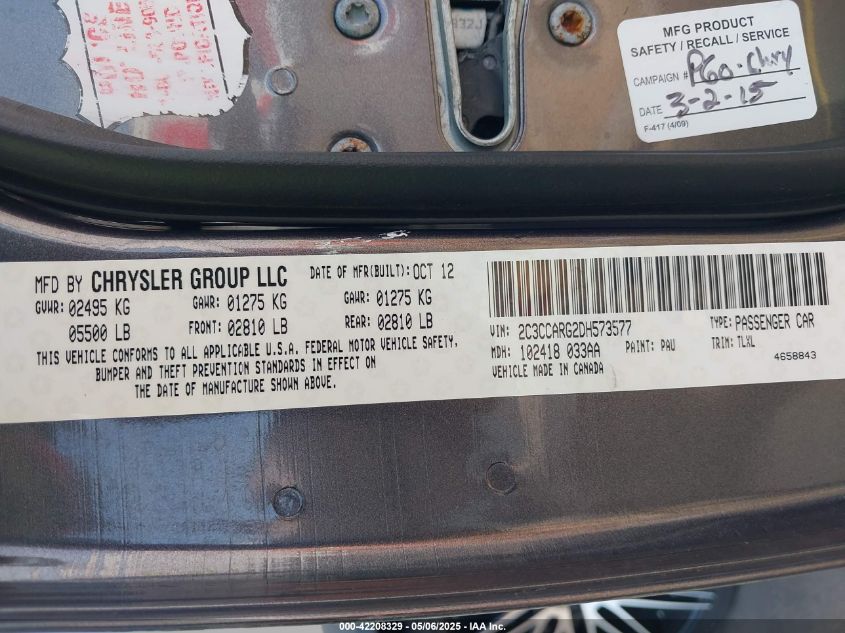 MFG PRODUCT
SAFETY / RECALL / SERVICE
CAMPAIGN # P60-Chry
DATE 3-2-15
F-417 (4/09)
MFD BY CHRYSLER GROUP LLC
DATE OF MFR(BUILT): OCT 12
GVWR: 02495 KG GAWR: 01275 KG GAWR: 01275 KG
05500 LB FRONT: 02810 LB REAR: 02810 LB
THIS VEHICLE CONFORMS TO ALL APPLICABLE U.S.A. FEDERAL MOTOR VEHICLE SAFETY,
BUMPER AND THEFT PREVENTION STANDARDS IN EFFECT ON
THE DATE OF MANUFACTURE SHOWN ABOVE.
VIN: 2C3CCARG2DH573577 TYPE: PASSENGER CAR
MDH: 102418 033AA PAINT: PAU TRIM: TLXL
VEHICLE MADE IN CANADA 4658843
000-42208329 - 05/06/2025 - IAA Inc.